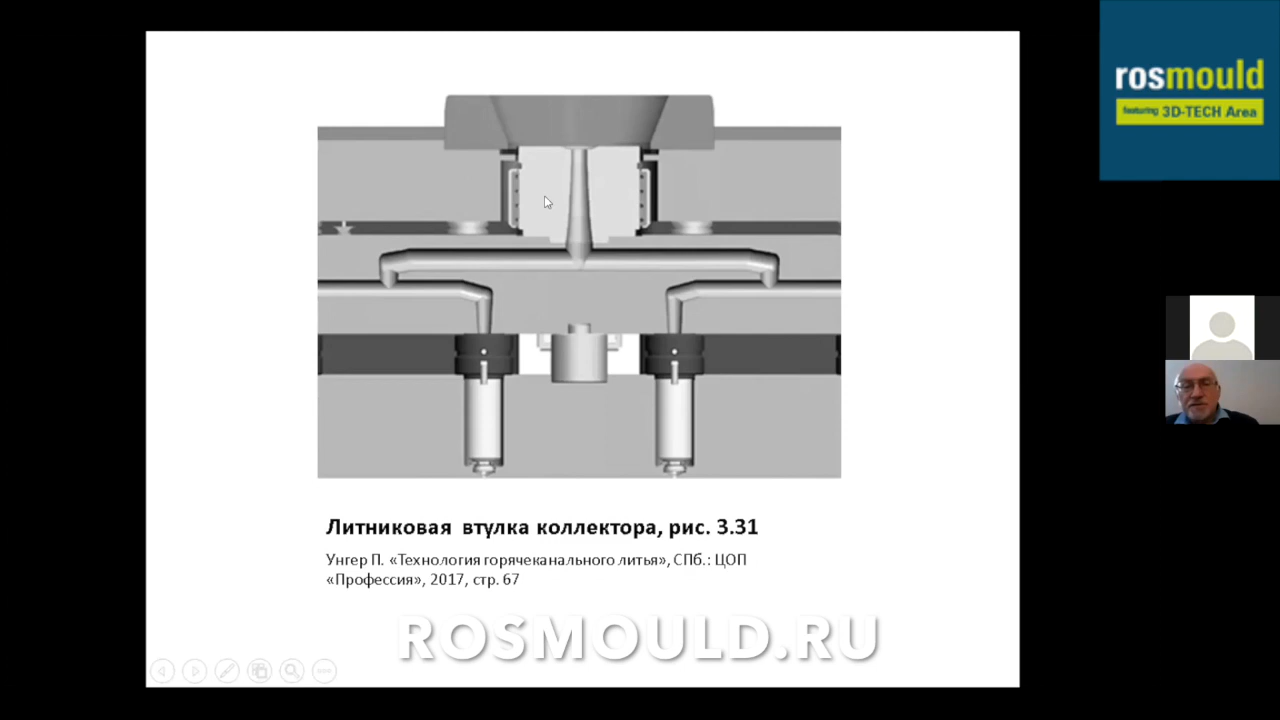 rosmould
featuring 3D-TECH Area
Литниковая втулка коллектора, рис. 3.31
Унгер П. «Технология горячеканального литья», СПб.: ЦОП
«Профессия», 2017, стр. 67
ROSMOULD.RU